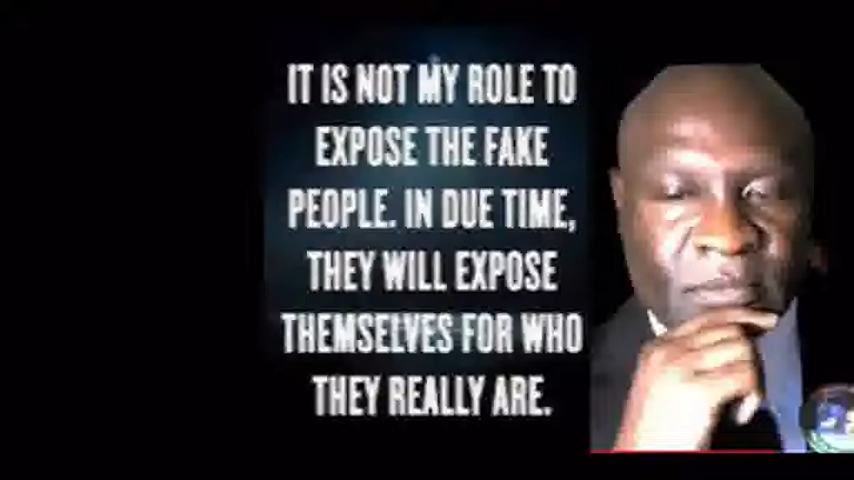 IT IS NOT MY ROLE TO
EXPOSE THE FAKE
PEOPLE. IN DUE TIME,
THEY WILL EXPOSE
THEMSELVES FOR WHO
THEY REALLY ARE.